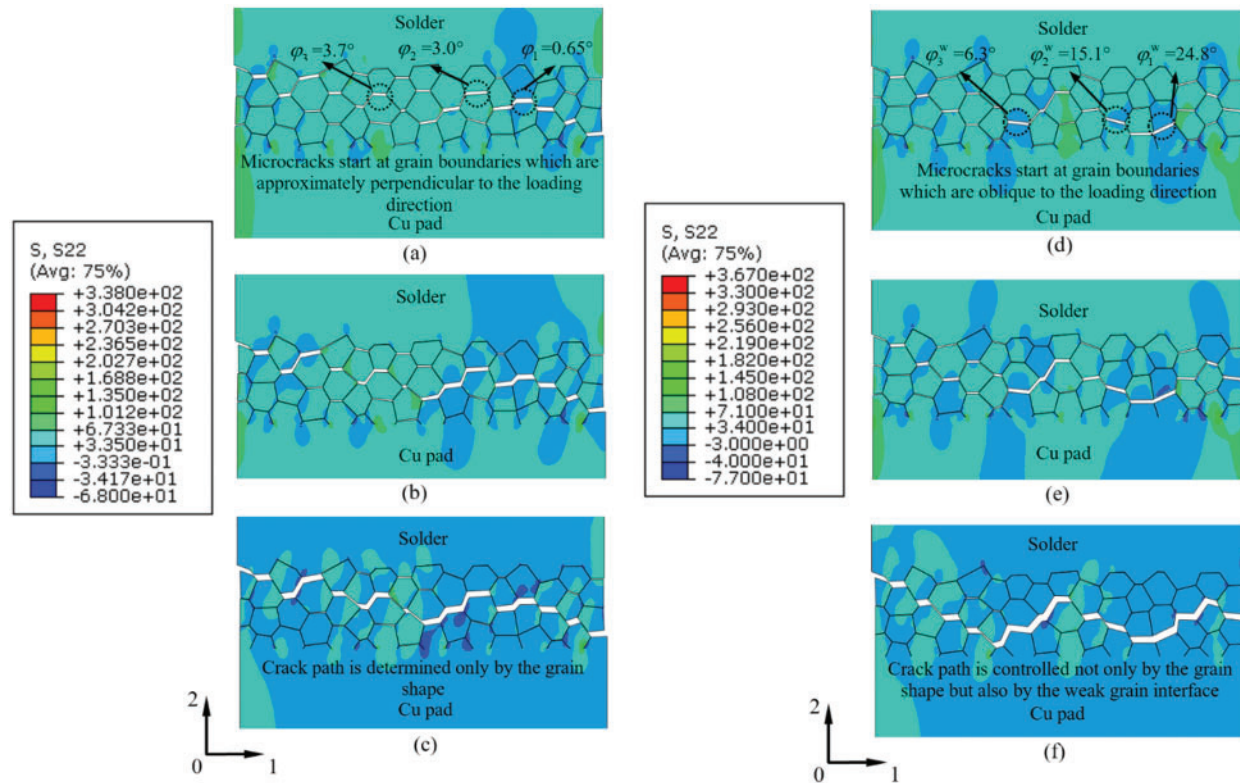 Solder
φ₃ =3.7° φ₂ =3.0° φ₁ =0.65°
Microcracks start at grain boundaries which are
approximately perpendicular to the loading
direction
Cu pad
(a)
S, S22
(Avg: 75%)
+3.380e+02
+3.042e+02
+2.703e+02
+2.365e+02
+2.027e+02
+1.688e+02
+1.350e+02
+1.012e+02
+6.733e+01
+3.350e+01
-3.333e-01
-3.417e+01
-6.800e+01
Solder
Cu pad
(b)
Solder
Crack path is determined only by the grain
shape
Cu pad
(c)
2
0 1
Solder
φ₃ʷ=6.3° φ₂ʷ=15.1° φ₁ʷ=24.8°
Microcracks start at grain boundaries
which are oblique to the loading direction
Cu pad
(d)
S, S22
(Avg: 75%)
+3.670e+02
+3.300e+02
+2.930e+02
+2.560e+02
+2.190e+02
+1.820e+02
+1.450e+02
+1.080e+02
+7.100e+01
+3.400e+01
-3.000e+00
-4.000e+01
-7.700e+01
Solder
Cu pad
(e)
Solder
Crack path is controlled not only by the grain
shape but also by the weak grain interface
Cu pad
(f)
2
0 1